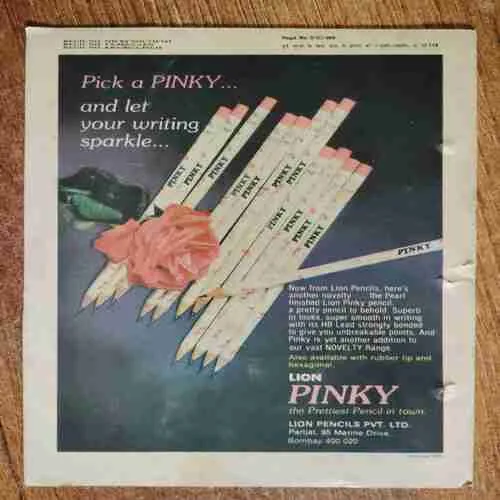 Pick a PINKY...
and let
your writing
sparkle...
PINKY
PINKY
PINKY
PINKY
PINKY
PINKY
PINKY
PINKY
PINKY
PINKY
PINKY
PINKY
Now from Lion Pencils, here's
another novelty ... the Pearl
finished Lion Pinky pencil.
a pretty pencil to behold. Superb
in looks, super smooth in writing
with its HB Lead strongly bonded
to give you unbreakable points. And
Pinky is yet another addition to
our vast NOVELTY Range.
Also available with rubber tip and
hexagonal.
LION
PINKY
the Prettiest Pencil in town.
LION PENCILS PVT. LTD.
Parijat, 95 Marine Drive,
Bombay 400 020